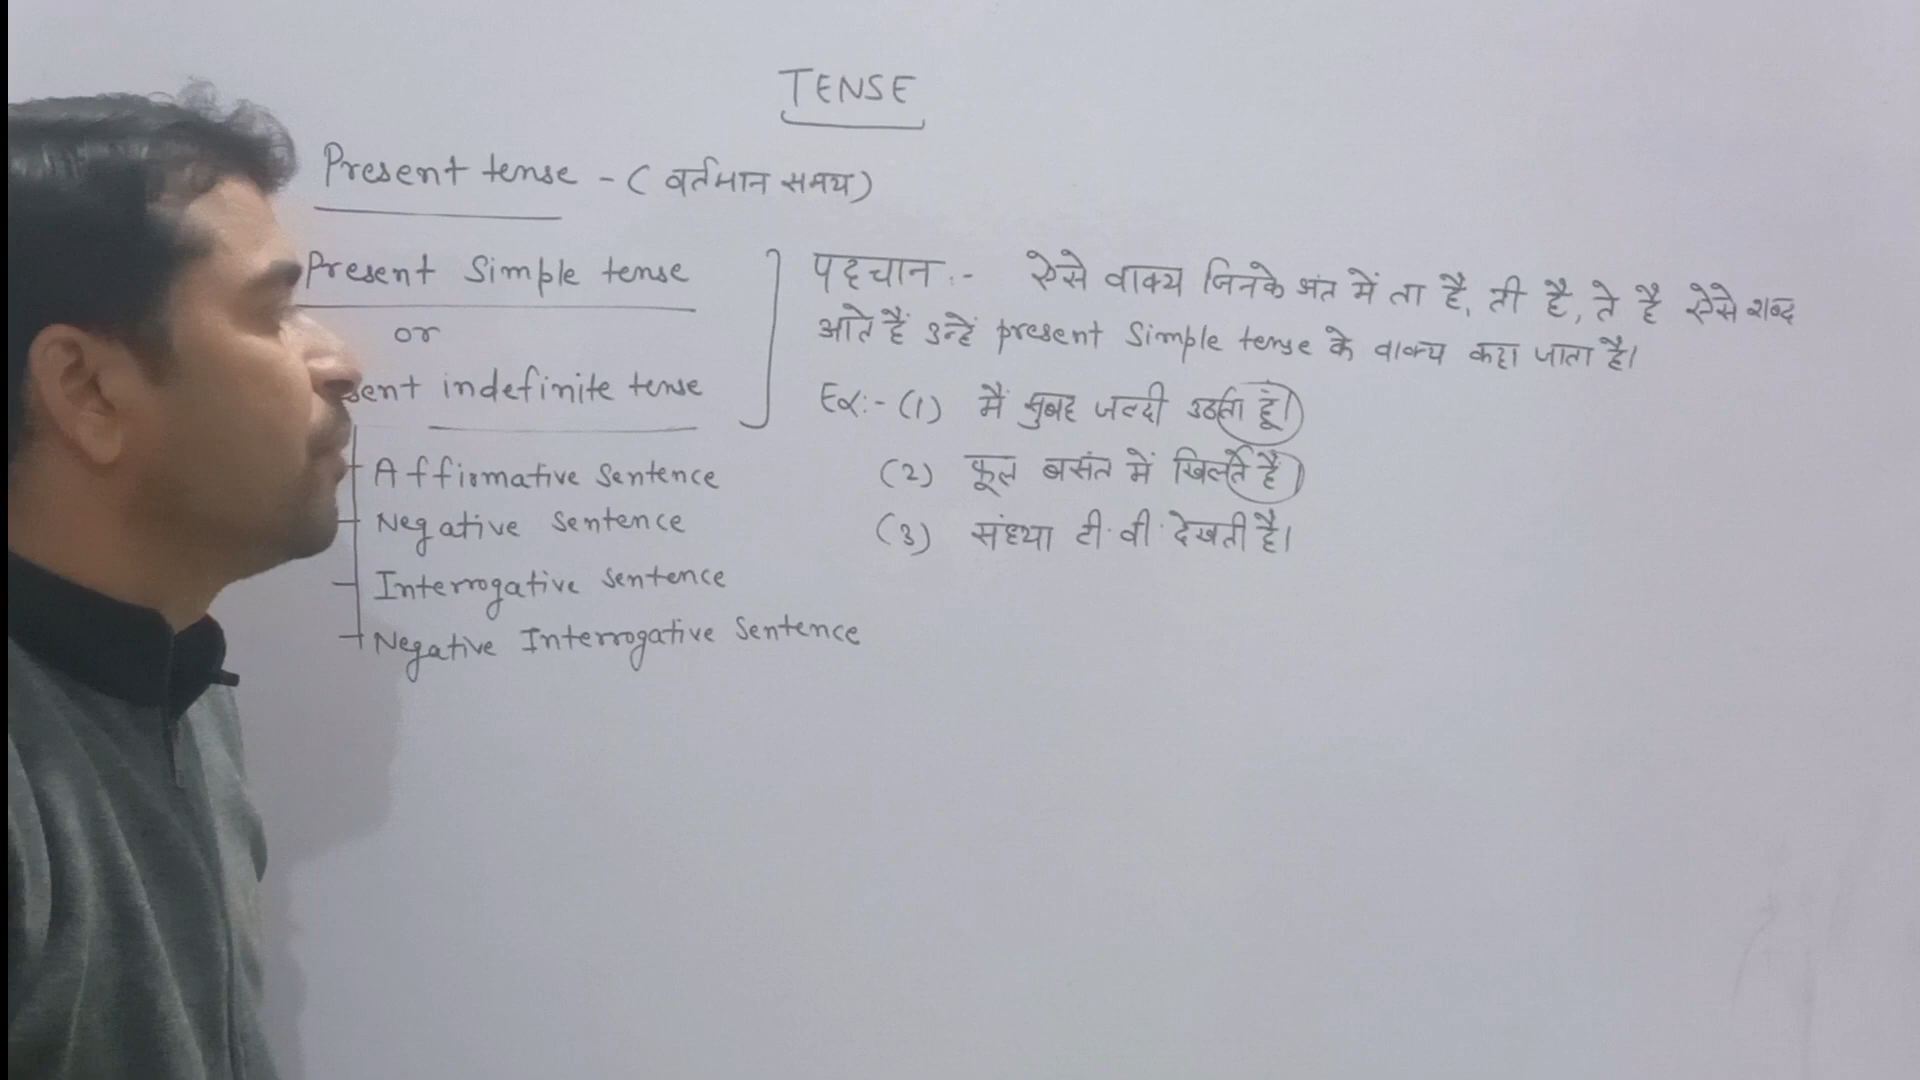 TENSE
Present tense - ( वर्तमान समय )
Present Simple tense
or
sent indefinite tense
Affirmative Sentence
Negative Sentence
Interrogative Sentence
Negative Interrogative Sentence
पहचान :- ऐसे वाक्य जिनके अंत में ता है, ती है, ते है ऐसे शब्द
आते हैं उन्हें present Simple tense के वाक्य कहा जाता है।
Ex:- (1) मैं सुबह जल्दी उठता हूं।
(2) फूल बसंत में खिलते है।
(3) संध्या टी.वी. देखती है।